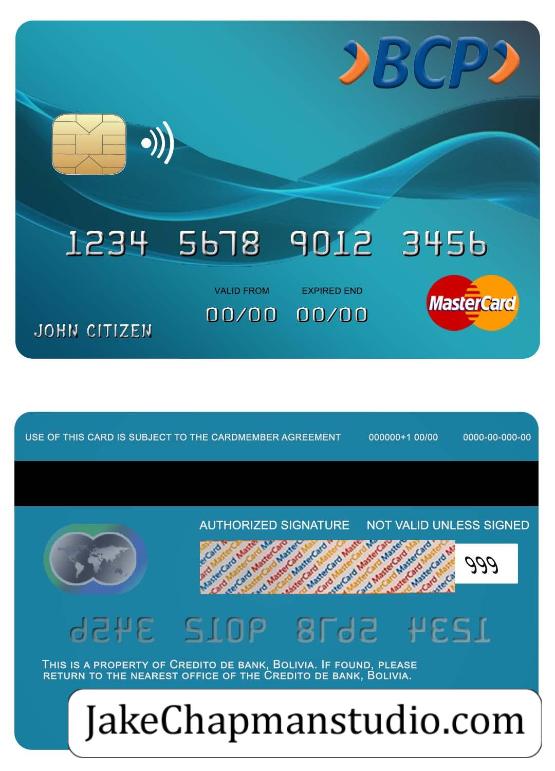 BCP
1234 5678 9012 3456
VALID FROM EXPIRED END
00/00 00/00
JOHN CITIZEN
MasterCard
USE OF THIS CARD IS SUBJECT TO THE CARDMEMBER AGREEMENT 000000+1 00/00 0000-00-000-00
AUTHORIZED SIGNATURE NOT VALID UNLESS SIGNED
MasterCard MasterCard MasterCard
999
THIS IS A PROPERTY OF CREDITO DE BANK, BOLIVIA. IF FOUND, PLEASE
RETURN TO THE NEAREST OFFICE OF THE CREDITO DE BANK, BOLIVIA.
JakeChapmanstudio.com